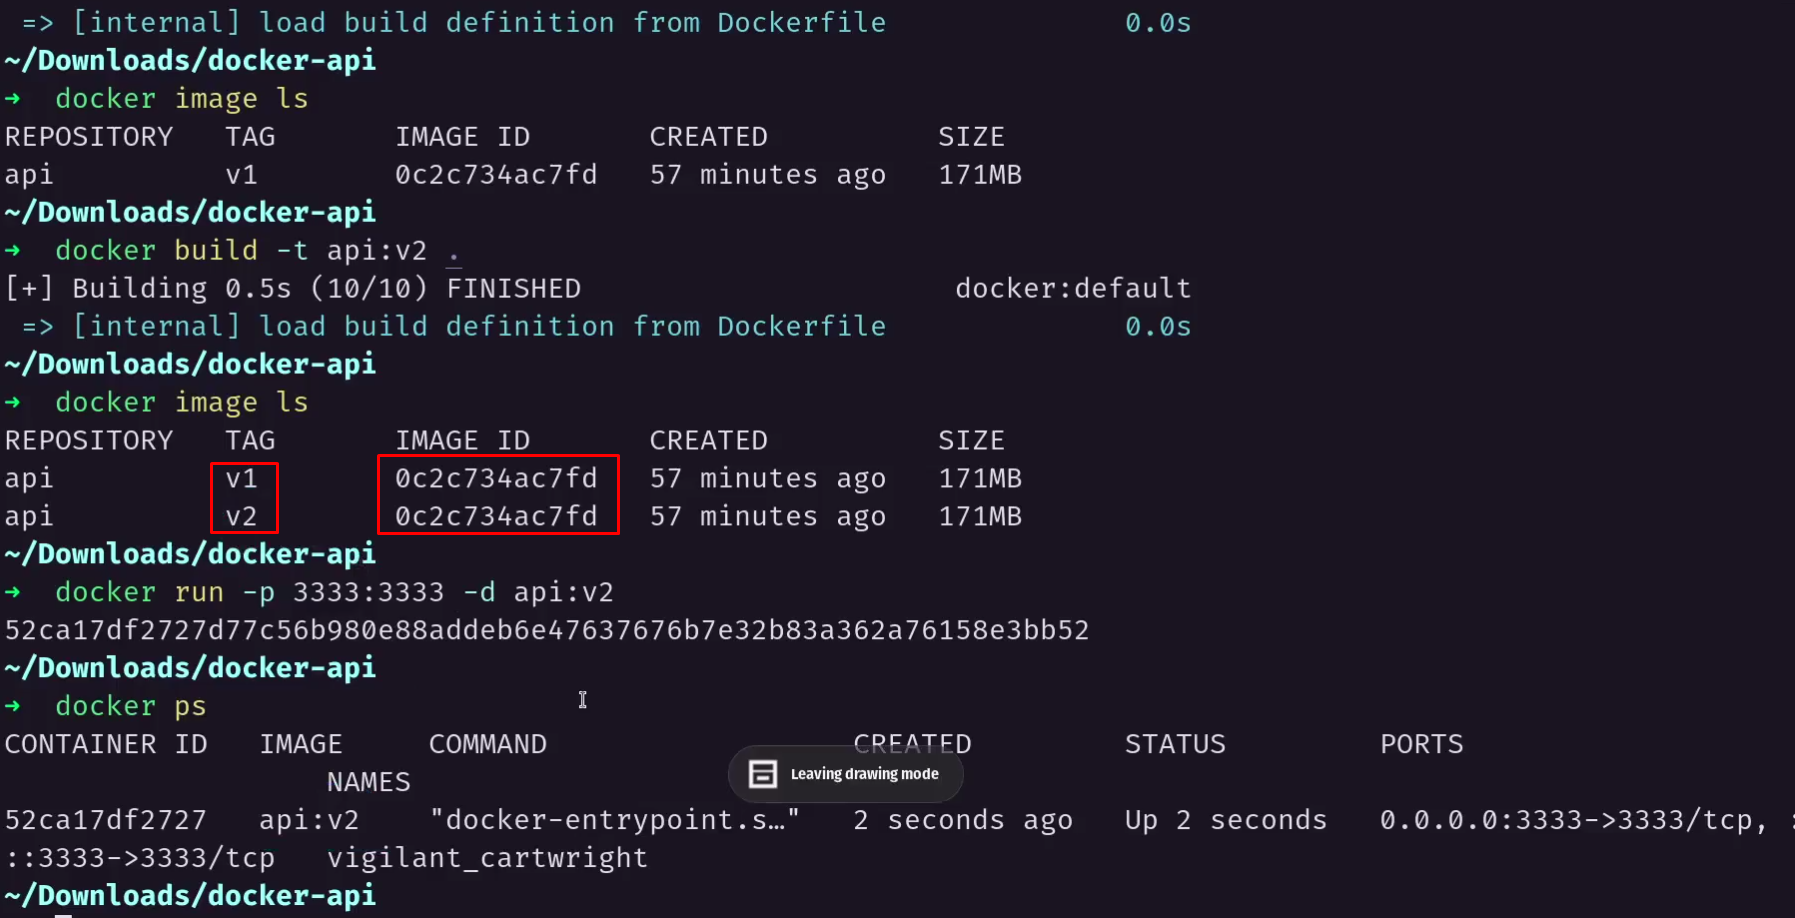 => [internal] load build definition from Dockerfile 0.0s
~/Downloads/docker-api
➜ docker image ls
REPOSITORY TAG IMAGE ID CREATED SIZE
api v1 0c2c734ac7fd 57 minutes ago 171MB
~/Downloads/docker-api
➜ docker build -t api:v2 .
[+] Building 0.5s (10/10) FINISHED docker:default
=> [internal] load build definition from Dockerfile 0.0s
~/Downloads/docker-api
➜ docker image ls
REPOSITORY TAG IMAGE ID CREATED SIZE
api v1 0c2c734ac7fd 57 minutes ago 171MB
api v2 0c2c734ac7fd 57 minutes ago 171MB
~/Downloads/docker-api
➜ docker run -p 3333:3333 -d api:v2
52ca17df2727d77c56b980e88addeb6e47637676b7e32b83a362a76158e3bb52
~/Downloads/docker-api
➜ docker ps
CONTAINER ID IMAGE COMMAND CREATED STATUS PORTS
NAMES
Leaving drawing mode
52ca17df2727 api:v2 "docker-entrypoint.s…" 2 seconds ago Up 2 seconds 0.0.0.0:3333->3333/tcp, :
::3333->3333/tcp vigilant_cartwright
~/Downloads/docker-api